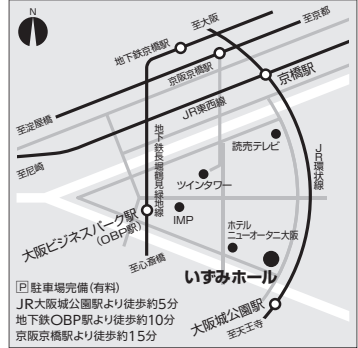 N
至大阪
至京都
地下鉄京橋駅
京阪京橋駅
京橋駅
至淀屋橋
JR東西線
至尼崎
地下鉄長堀鶴見緑地線
読売テレビ
JR環状線
ツインタワー
IMP
大阪ビジネスパーク駅
(OBP駅)
ホテル
ニューオータニ大阪
至心斎橋
いずみホール
大阪城公園駅
至天王寺
P 駐車場完備(有料)
JR大阪城公園駅より徒歩約5分
地下鉄OBP駅より徒歩約10分
京阪京橋駅より徒歩約15分